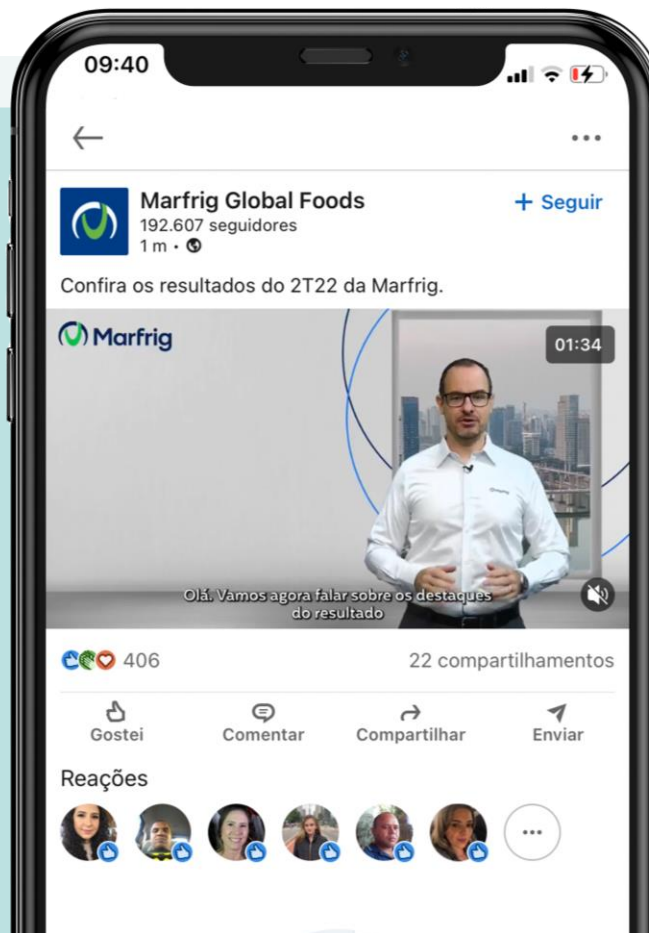 09:40
Marfrig Global Foods
192.607 seguidores
1 m •
+ Seguir
Confira os resultados do 2T22 da Marfrig.
Marfrig
01:34
Olá. Vamos agora falar sobre os destaques
do resultado
406
22 compartilhamentos
Gostei
Comentar
Compartilhar
Enviar
Reações